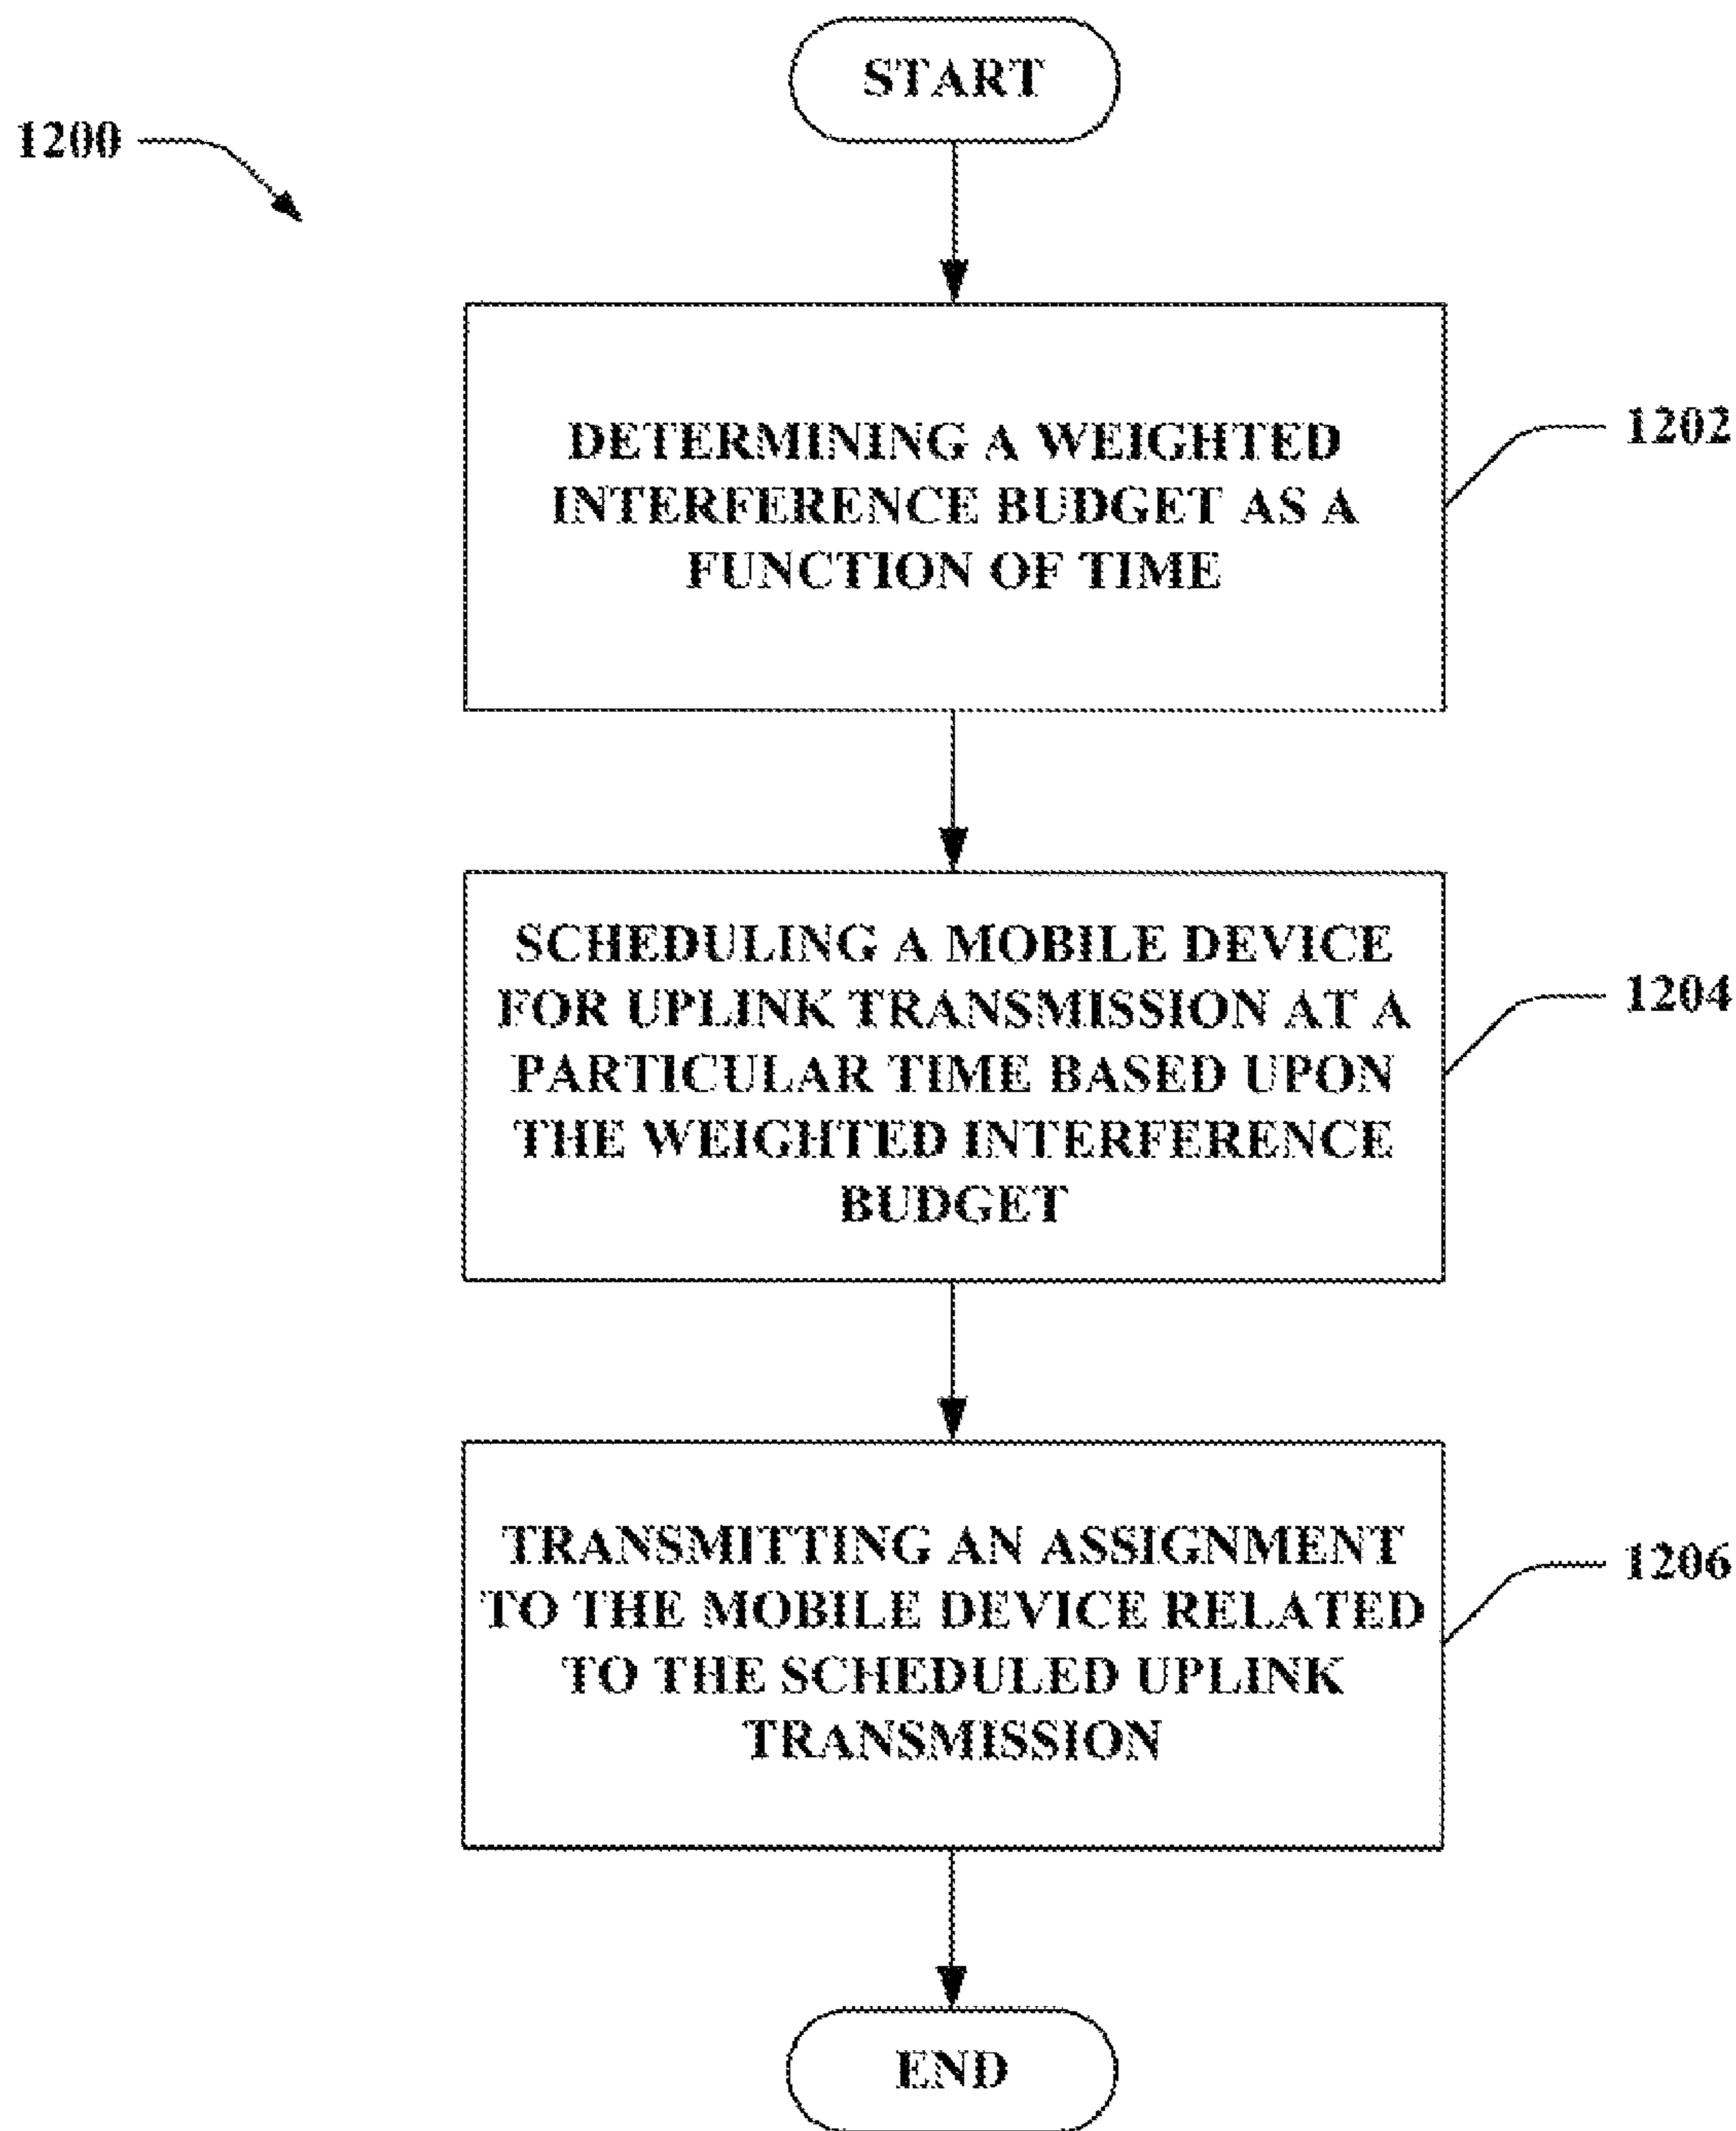 START
1200
DETERMINING A WEIGHTED
INTERFERENCE BUDGET AS A
FUNCTION OF TIME
1202
SCHEDULING A MOBILE DEVICE
FOR UPLINK TRANSMISSION AT A
PARTICULAR TIME BASED UPON
THE WEIGHTED INTERFERENCE
BUDGET
1204
TRANSMITTING AN ASSIGNMENT
TO THE MOBILE DEVICE RELATED
TO THE SCHEDULED UPLINK
TRANSMISSION
1206
END